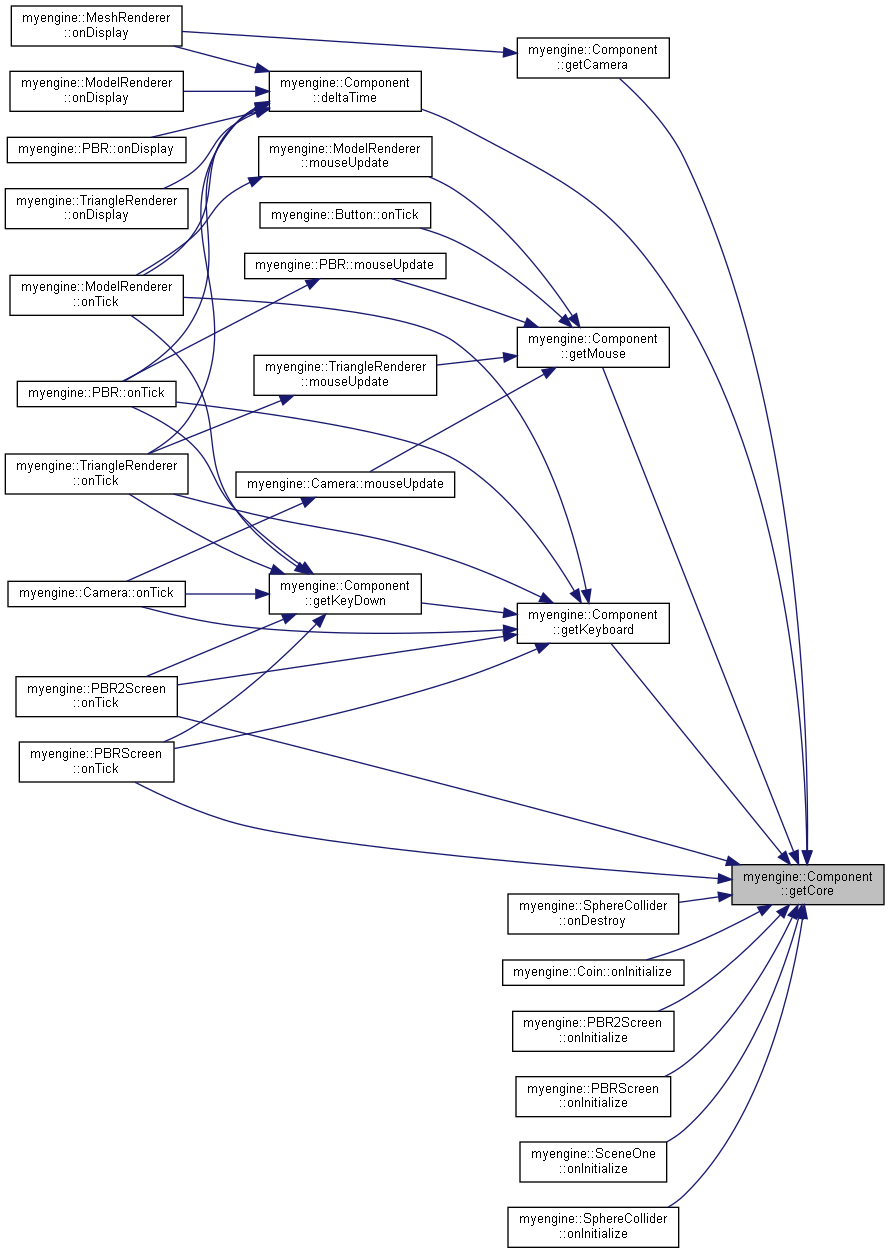 myengine::MeshRenderer
::onDisplay
myengine::ModelRenderer
::onDisplay
myengine::PBR::onDisplay
myengine::TriangleRenderer
::onDisplay
myengine::ModelRenderer
::onTick
myengine::PBR::onTick
myengine::TriangleRenderer
::onTick
myengine::Camera::onTick
myengine::PBR2Screen
::onTick
myengine::PBRScreen
::onTick
myengine::Component
::deltaTime
myengine::ModelRenderer
::mouseUpdate
myengine::Button::onTick
myengine::PBR::mouseUpdate
myengine::TriangleRenderer
::mouseUpdate
myengine::Camera::mouseUpdate
myengine::Component
::getKeyDown
myengine::Component
::getCamera
myengine::Component
::getMouse
myengine::Component
::getKeyboard
myengine::SphereCollider
::onDestroy
myengine::Coin::onInitialize
myengine::PBR2Screen
::onInitialize
myengine::PBRScreen
::onInitialize
myengine::SceneOne
::onInitialize
myengine::SphereCollider
::onInitialize
myengine::Component
::getCore